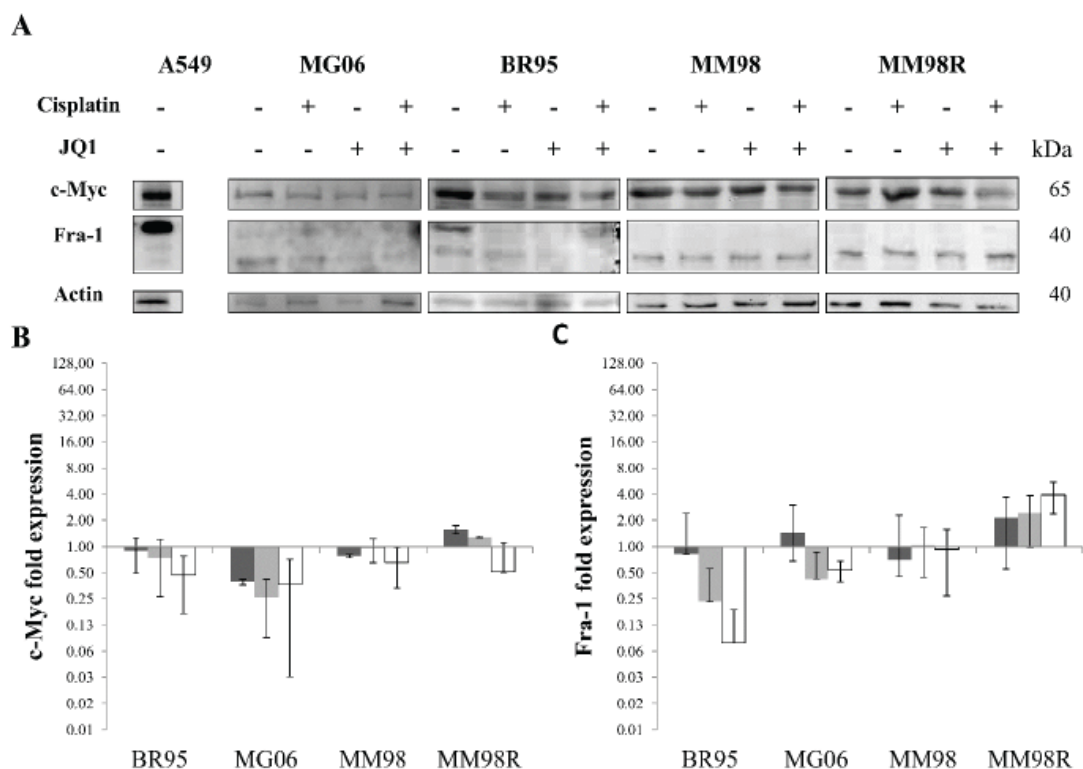 A
A549 MG06 BR95 MM98 MM98R
Cisplatin - - + - + - + - + - + - + - + - +
JQ1 - - - + + - - + + - - + + - - + + kDa
c-Myc 65
Fra-1 40
Actin 40
B
c-Myc fold expression
128,00
64.00
32.00
16.00
8.00
4.00
2.00
1.00
0.50
0.25
0.13
0.06
0.03
0.02
0.01
BR95 MG06 MM98 MM98R
C
Fra-1 fold expression
128,00
64.00
32.00
16.00
8.00
4.00
2.00
1.00
0.50
0.25
0.13
0.06
0.03
0.02
0.01
BR95 MG06 MM98 MM98R